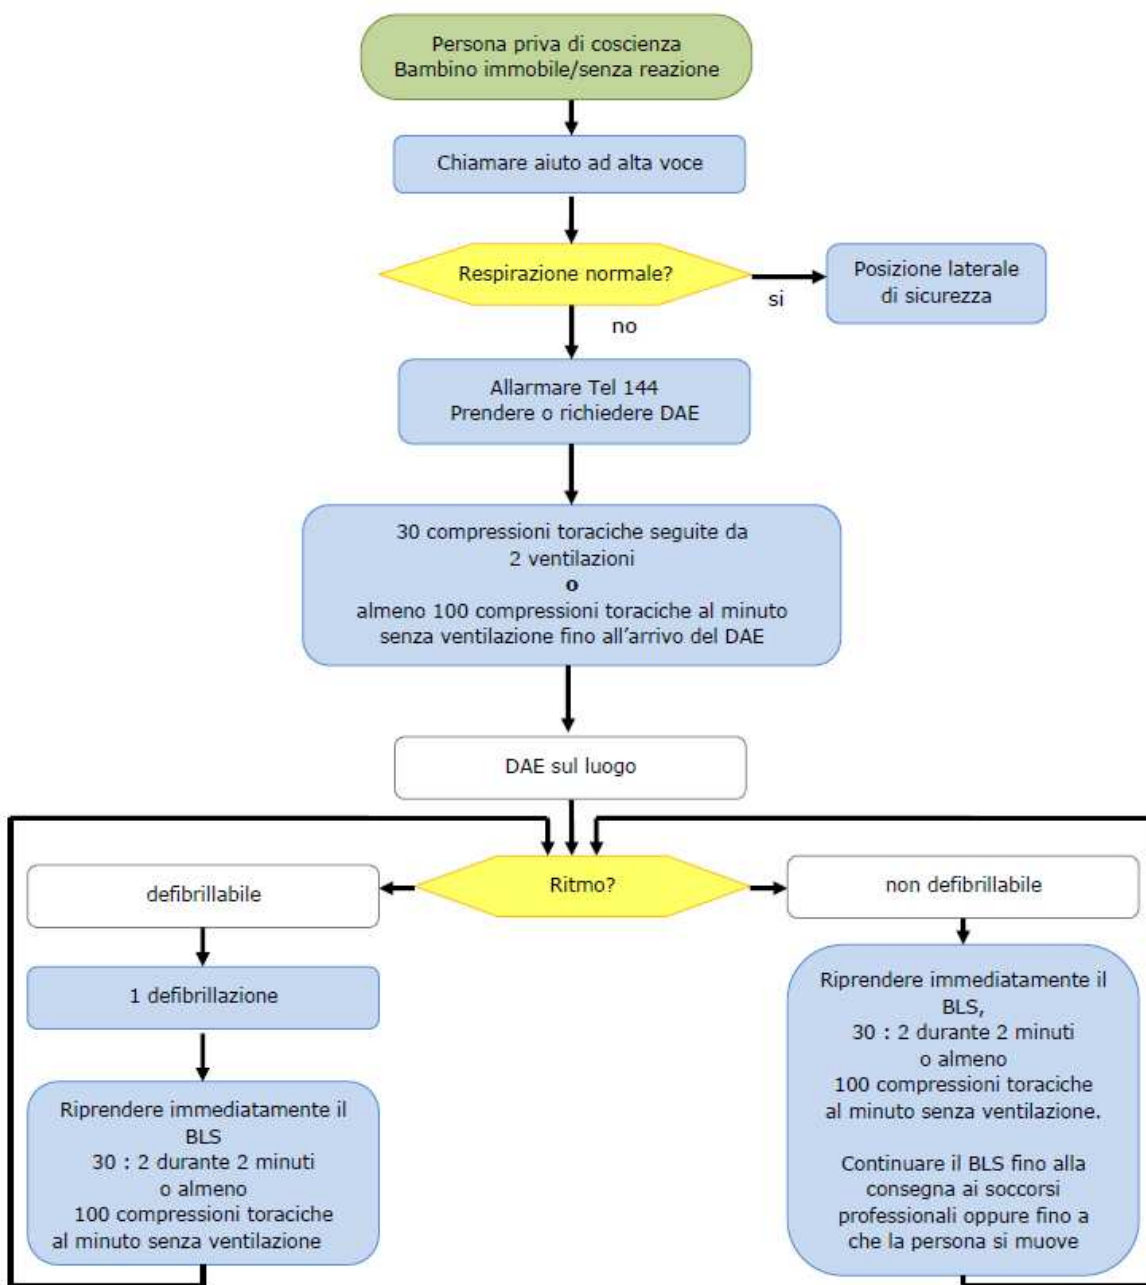 Persona priva di coscienza
Bambino immobile/senza reazione
Chiamare aiuto ad alta voce
Respirazione normale?
si
Posizione laterale
di sicurezza
no
Allarmare Tel 144
Prendere o richiedere DAE
30 compressioni toraciche seguite da
2 ventilazioni
o
almeno 100 compressioni toraciche al minuto
senza ventilazione fino all'arrivo del DAE
DAE sul luogo
Ritmo?
defibrillabile
1 defibrillazione
Riprendere immediatamente il
BLS
30 : 2 durante 2 minuti
o almeno
100 compressioni toraciche
al minuto senza ventilazione
non defibrillabile
Riprendere immediatamente il
BLS,
30 : 2 durante 2 minuti
o almeno
100 compressioni toraciche
al minuto senza ventilazione.
Continuare il BLS fino alla
consegna ai soccorsi
professionali oppure fino a
che la persona si muove